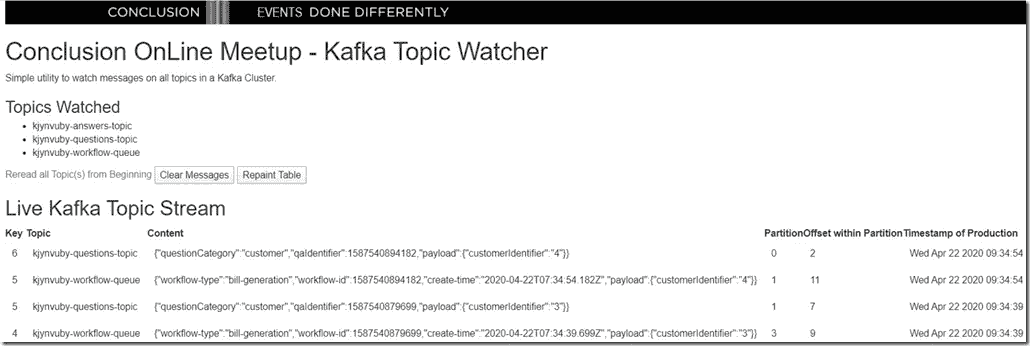 CONCLUSION EVENTS DONE DIFFERENTLY
Conclusion OnLine Meetup - Kafka Topic Watcher
Simple utility to watch messages on all topics in a Kafka Cluster.
Topics Watched
• kjynvuby-answers-topic
• kjynvuby-questions-topic
• kjynvuby-workflow-queue
Reread all Topic(s) from Beginning Clear Messages Repaint Table
Live Kafka Topic Stream
Key Topic Content PartitionOffset within PartitionTimestamp of Production
6 kjynvuby-questions-topic {"questionCategory":"customer","qaIdentifier":1587540894182,"payload":{"customerIdentifier":"4"}} 0 2 Wed Apr 22 2020 09:34:54
5 kjynvuby-workflow-queue {"workflow-type":"bill-generation","workflow-id":1587540894182,"create-time":"2020-04-22T07:34:54.182Z","payload":{"customerIdentifier":"4"}} 1 11 Wed Apr 22 2020 09:34:54
5 kjynvuby-questions-topic {"questionCategory":"customer","qaIdentifier":1587540879699,"payload":{"customerIdentifier":"3"}} 1 7 Wed Apr 22 2020 09:34:39
4 kjynvuby-workflow-queue {"workflow-type":"bill-generation","workflow-id":1587540879699,"create-time":"2020-04-22T07:34:39.699Z","payload":{"customerIdentifier":"3"}} 3 9 Wed Apr 22 2020 09:34:39